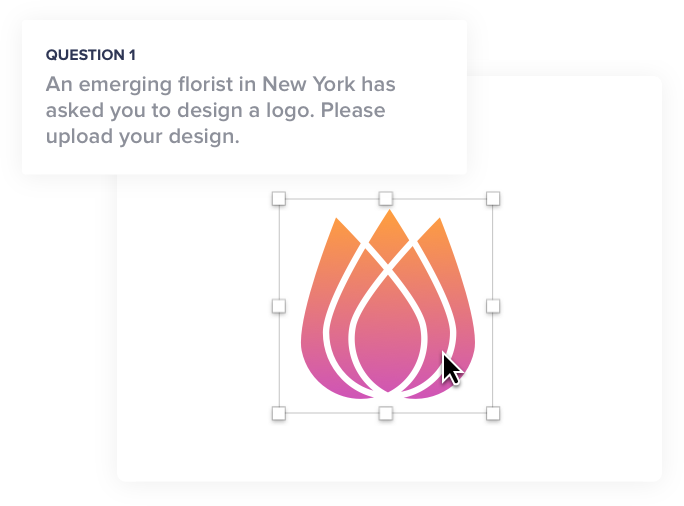 QUESTION 1
An emerging florist in New York has
asked you to design a logo. Please
upload your design.